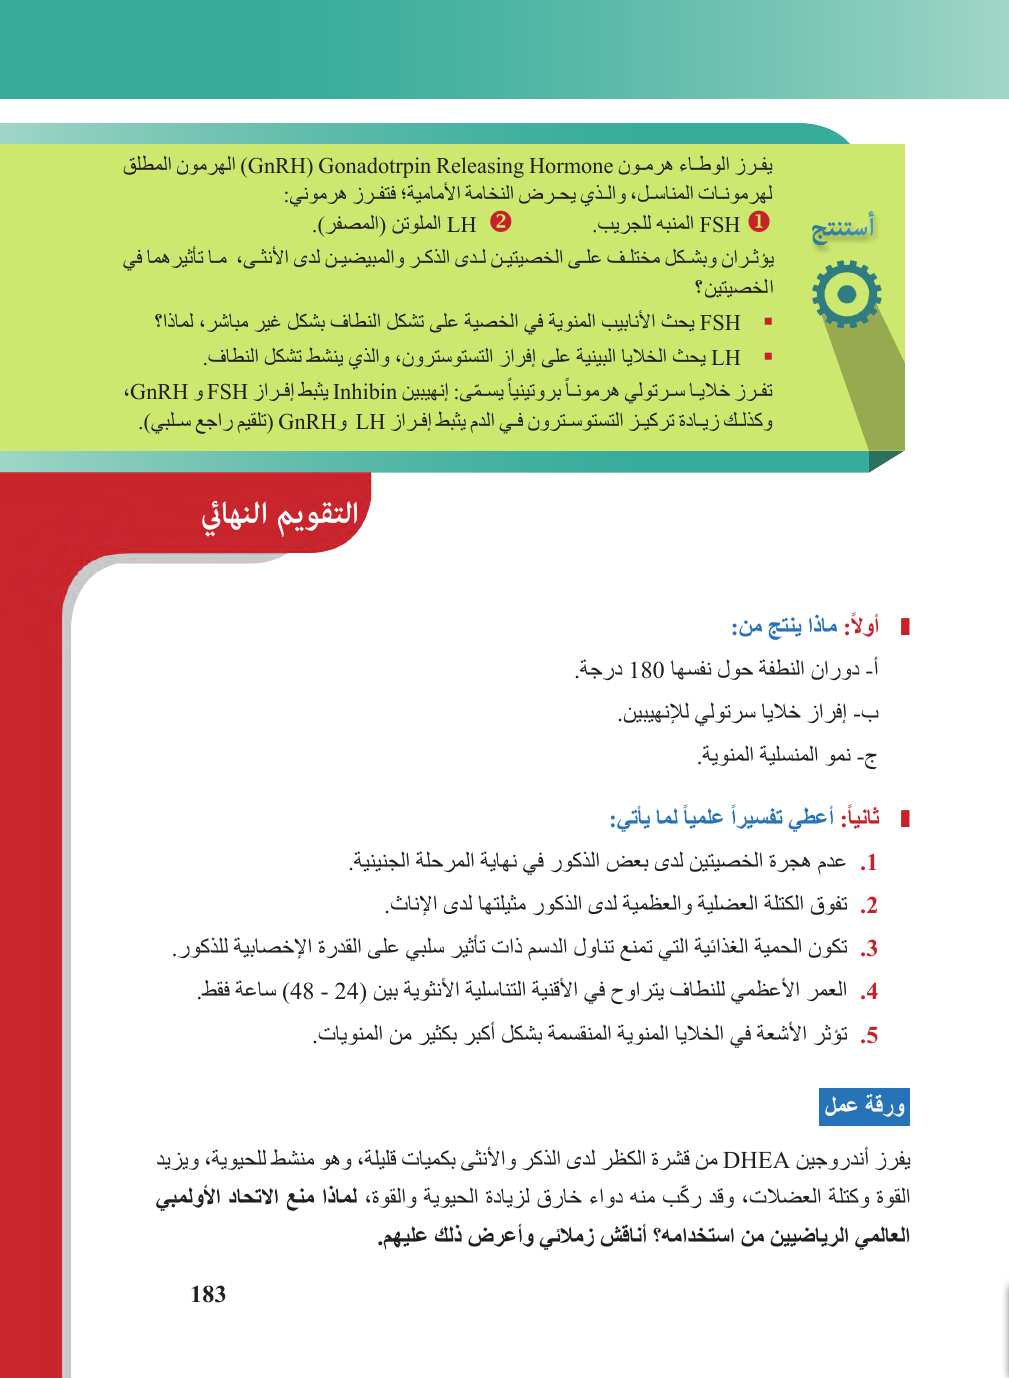 أستنتج
يفرز الوطاء هرمون Gonadotrpin Releasing Hormone (GnRH) الهرمون المطلق
لهرمونات المناسل، والذي يحرض النخامة الأمامية؛ فتفرز هرموني:
1 FSH المنبه للجريب. 2 LH الملوتن (المصفر).
يؤثران وبشكل مختلف على الخصيتين لدى الذكر والمبيضين لدى الأنثى، ما تأثيرهما في
الخصيتين؟
▪ FSH يحث الأنابيب المنوية في الخصية على تشكل النطاف بشكل غير مباشر، لماذا؟
▪ LH يحث الخلايا البينية على إفراز التستوسترون، والذي ينشط تشكل النطاف.
تفرز خلايا سرتولي هرموناً بروتينياً يسمّى: إنهيبين Inhibin يثبط إفراز FSH و GnRH،
وكذلك زيادة تركيز التستوسترون في الدم يثبط إفراز LH وGnRH (تلقيم راجع سلبي).
التقويم النهائي
أولاً: ماذا ينتج من:
أ- دوران النطفة حول نفسها 180 درجة.
ب- إفراز خلايا سرتولي للإنهيبين.
ج- نمو المنسلية المنوية.
ثانياً: أعطي تفسيراً علمياً لما يأتي:
1. عدم هجرة الخصيتين لدى بعض الذكور في نهاية المرحلة الجنينية.
2. تفوق الكتلة العضلية والعظمية لدى الذكور مثيلتها لدى الإناث.
3. تكون الحمية الغذائية التي تمنع تناول الدسم ذات تأثير سلبي على القدرة الإخصابية للذكور.
4. العمر الأعظمي للنطاف يتراوح في الأقنية التناسلية الأنثوية بين (24 - 48) ساعة فقط.
5. تؤثر الأشعة في الخلايا المنوية المنقسمة بشكل أكبر بكثير من المنويات.
ورقة عمل
يفرز أندروجين DHEA من قشرة الكظر لدى الذكر والأنثى بكميات قليلة، وهو منشط للحيوية، ويزيد
القوة وكتلة العضلات، وقد ركّب منه دواء خارق لزيادة الحيوية والقوة، لماذا منع الاتحاد الأولمبي
العالمي الرياضيين من استخدامه؟ أناقش زملائي وأعرض ذلك عليهم.
183